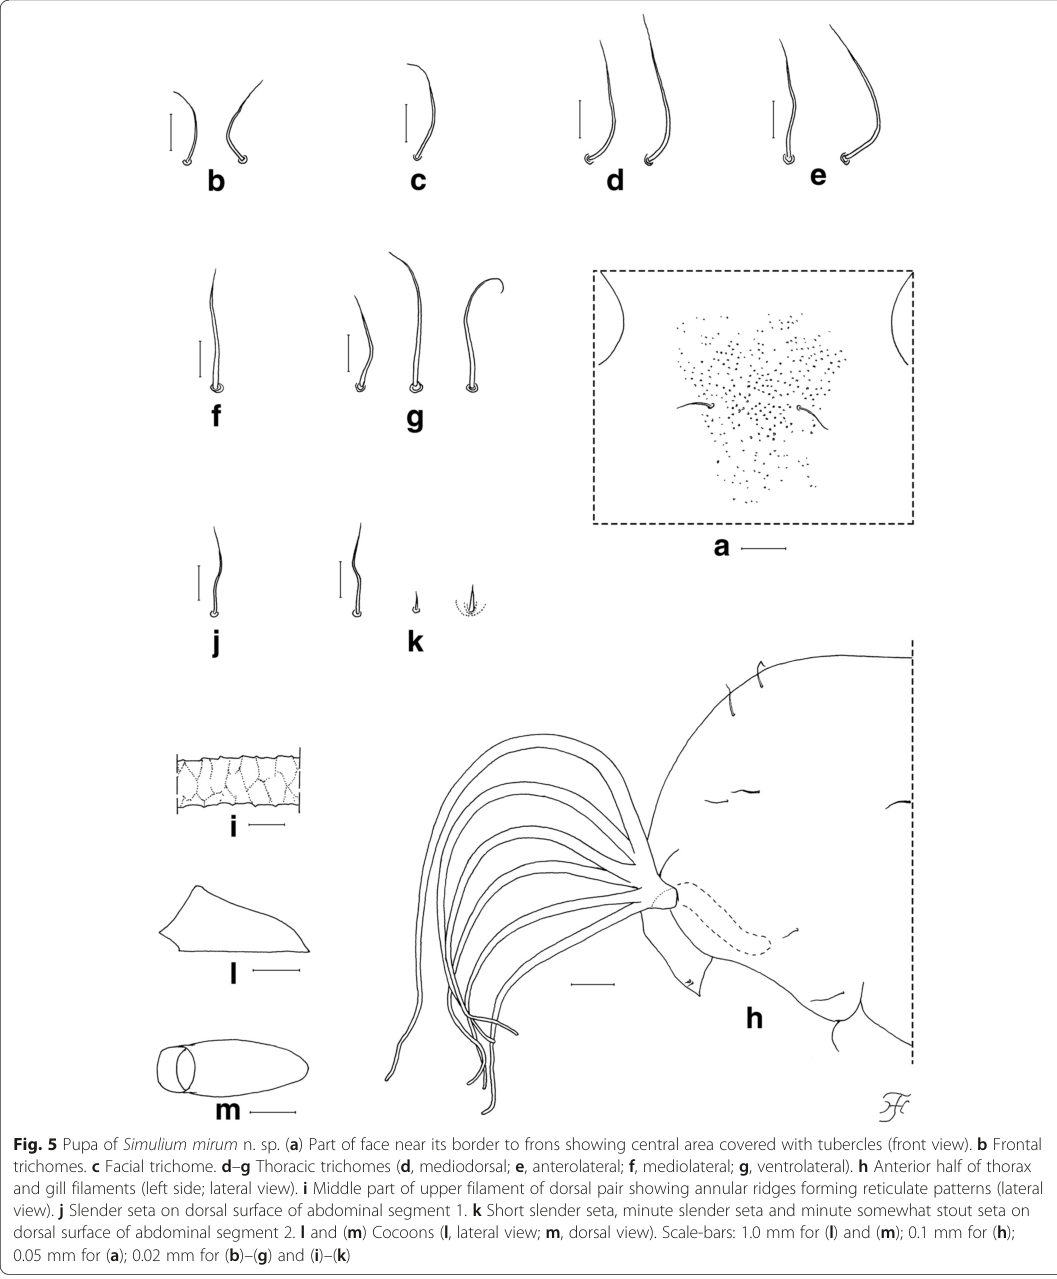 b
c
d
e
f
g
a
j
k
i
l
h
m
Fig. 5 Pupa of Simulium mirum n. sp. (a) Part of face near its border to frons showing central area covered with tubercles (front view). b Frontal
trichomes. c Facial trichome. d–g Thoracic trichomes (d, mediodorsal; e, anterolateral; f, mediolateral; g, ventrolateral). h Anterior half of thorax
and gill filaments (left side; lateral view). i Middle part of upper filament of dorsal pair showing annular ridges forming reticulate patterns (lateral
view). j Slender seta on dorsal surface of abdominal segment 1. k Short slender seta, minute slender seta and minute somewhat stout seta on
dorsal surface of abdominal segment 2. l and (m) Cocoons (l, lateral view; m, dorsal view). Scale-bars: 1.0 mm for (l) and (m); 0.1 mm for (h);
0.05 mm for (a); 0.02 mm for (b)–(g) and (i)–(k)